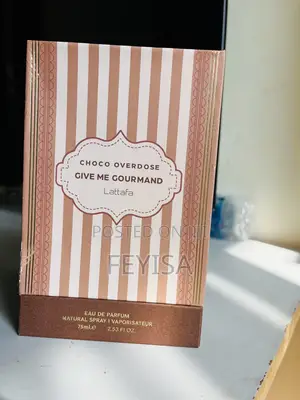 CHOCO OVERDOSE
GIVE ME GOURMAND
Lattafa
POSTED ON
FEYISA
EAU DE PARFUM
NATURAL SPRAY | VAPORISATEUR
75ml.℮ 2.53 FL.OZ.